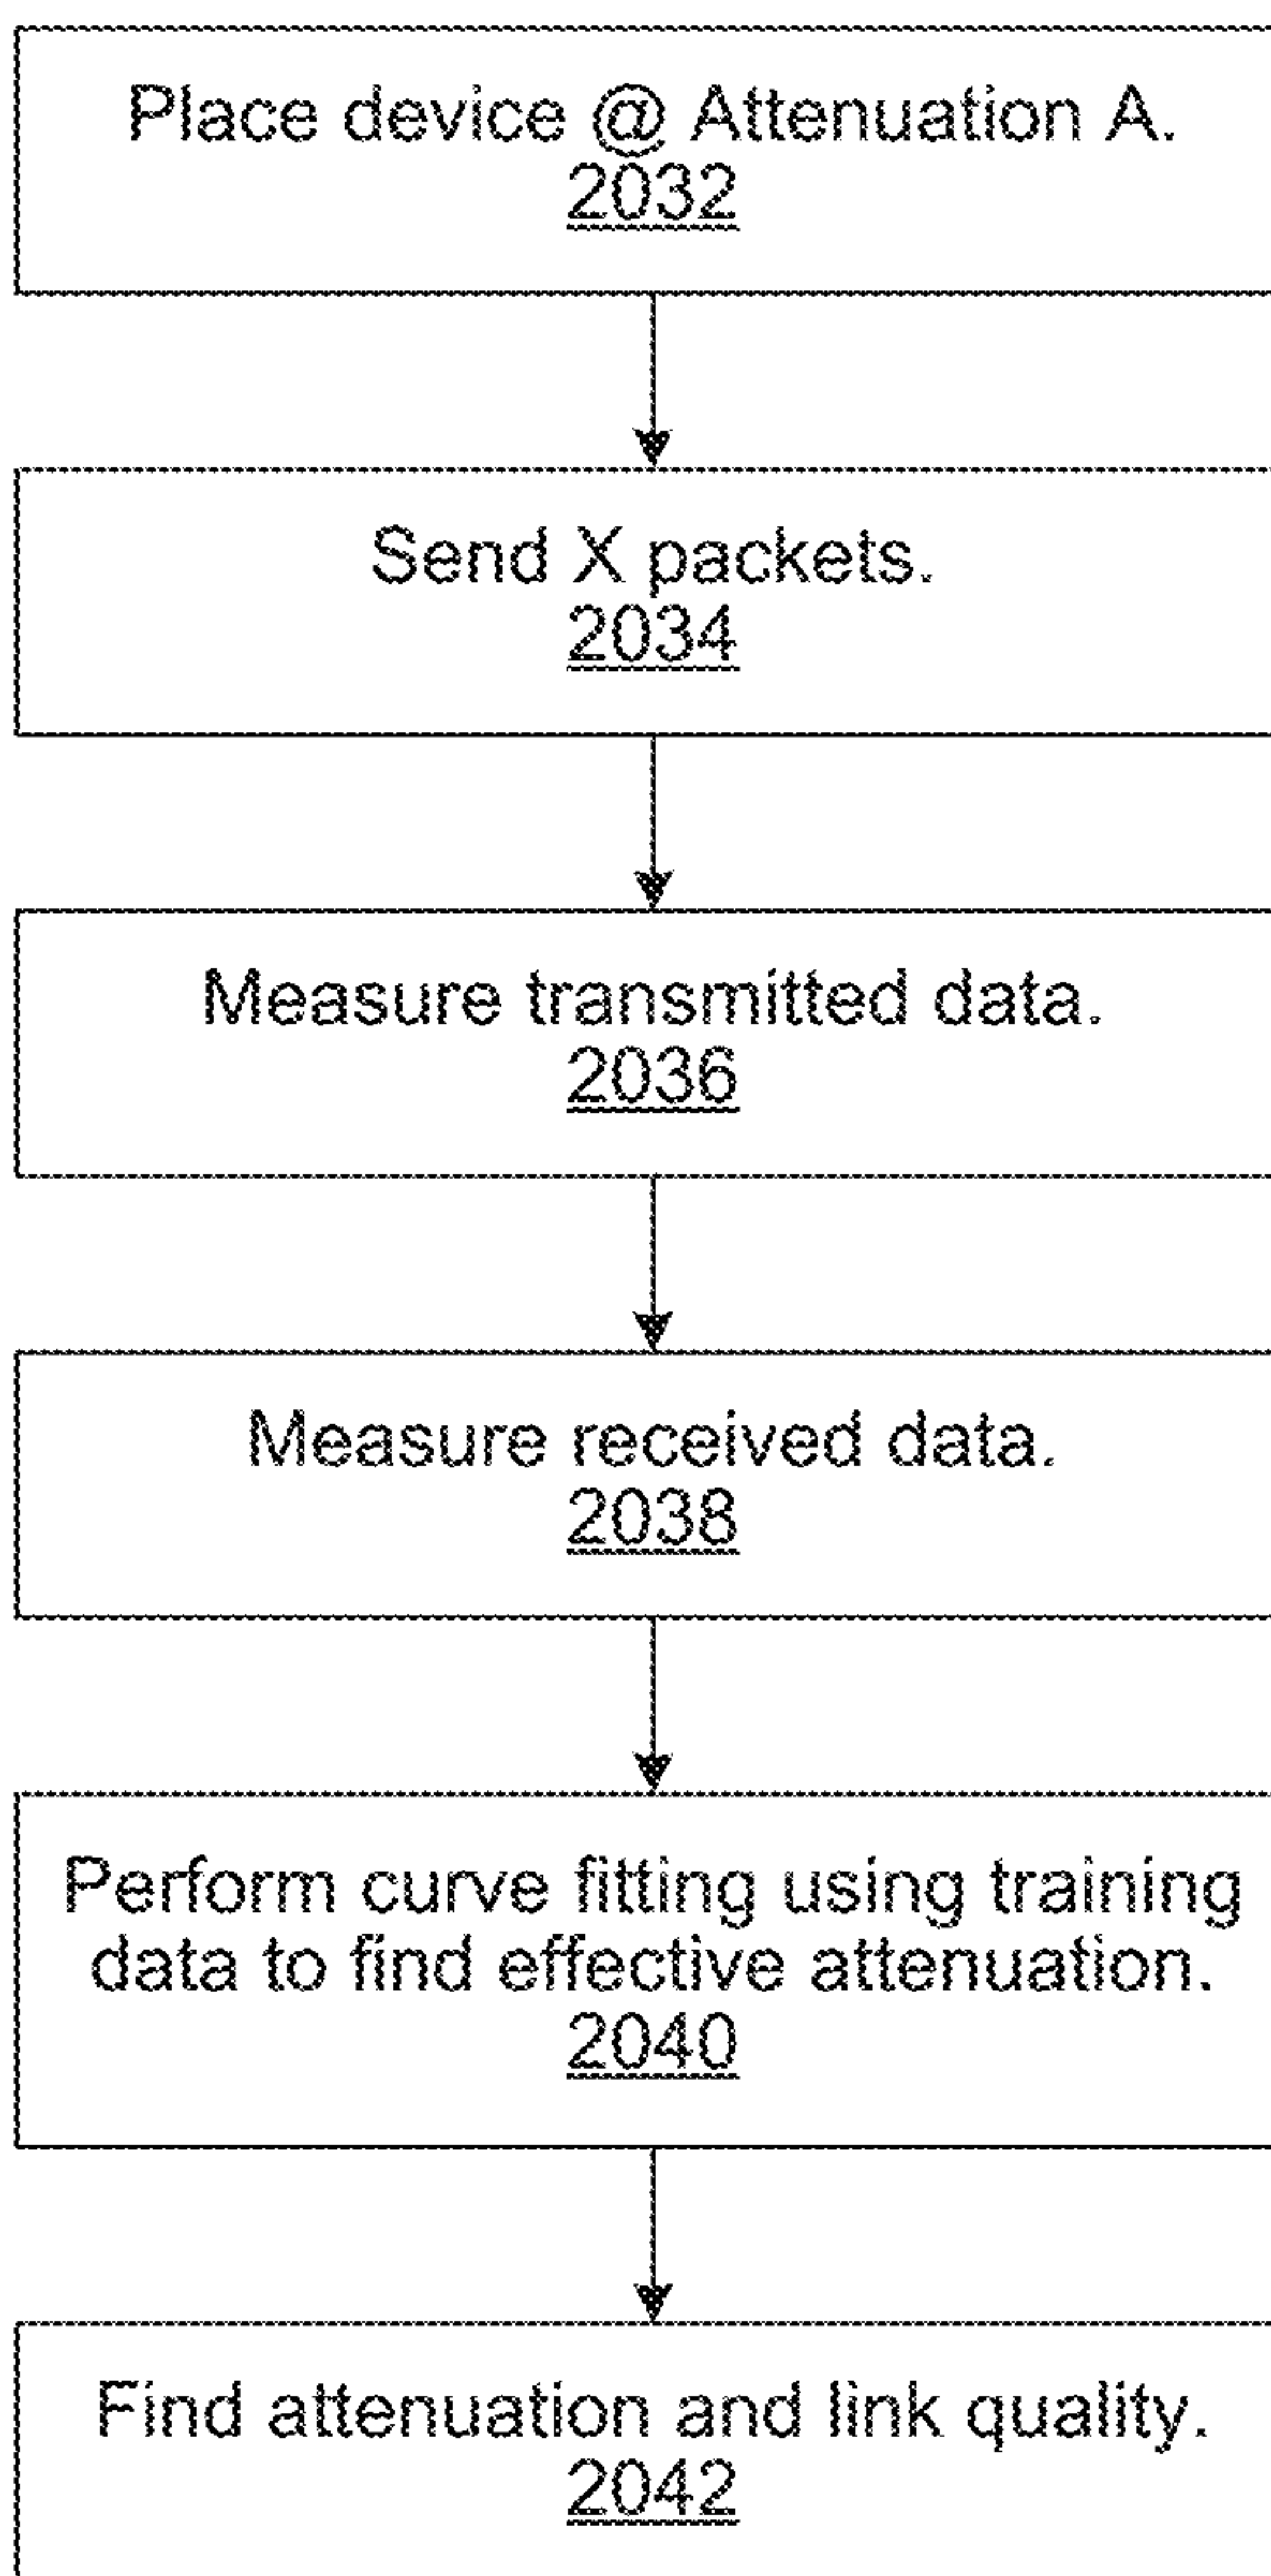 Place device @ Attenuation A.
2032
Send X packets.
2034
Measure transmitted data.
2036
Measure received data.
2038
Perform curve fitting using training
data to find effective attenuation.
2040
Find attenuation and link quality.
2042